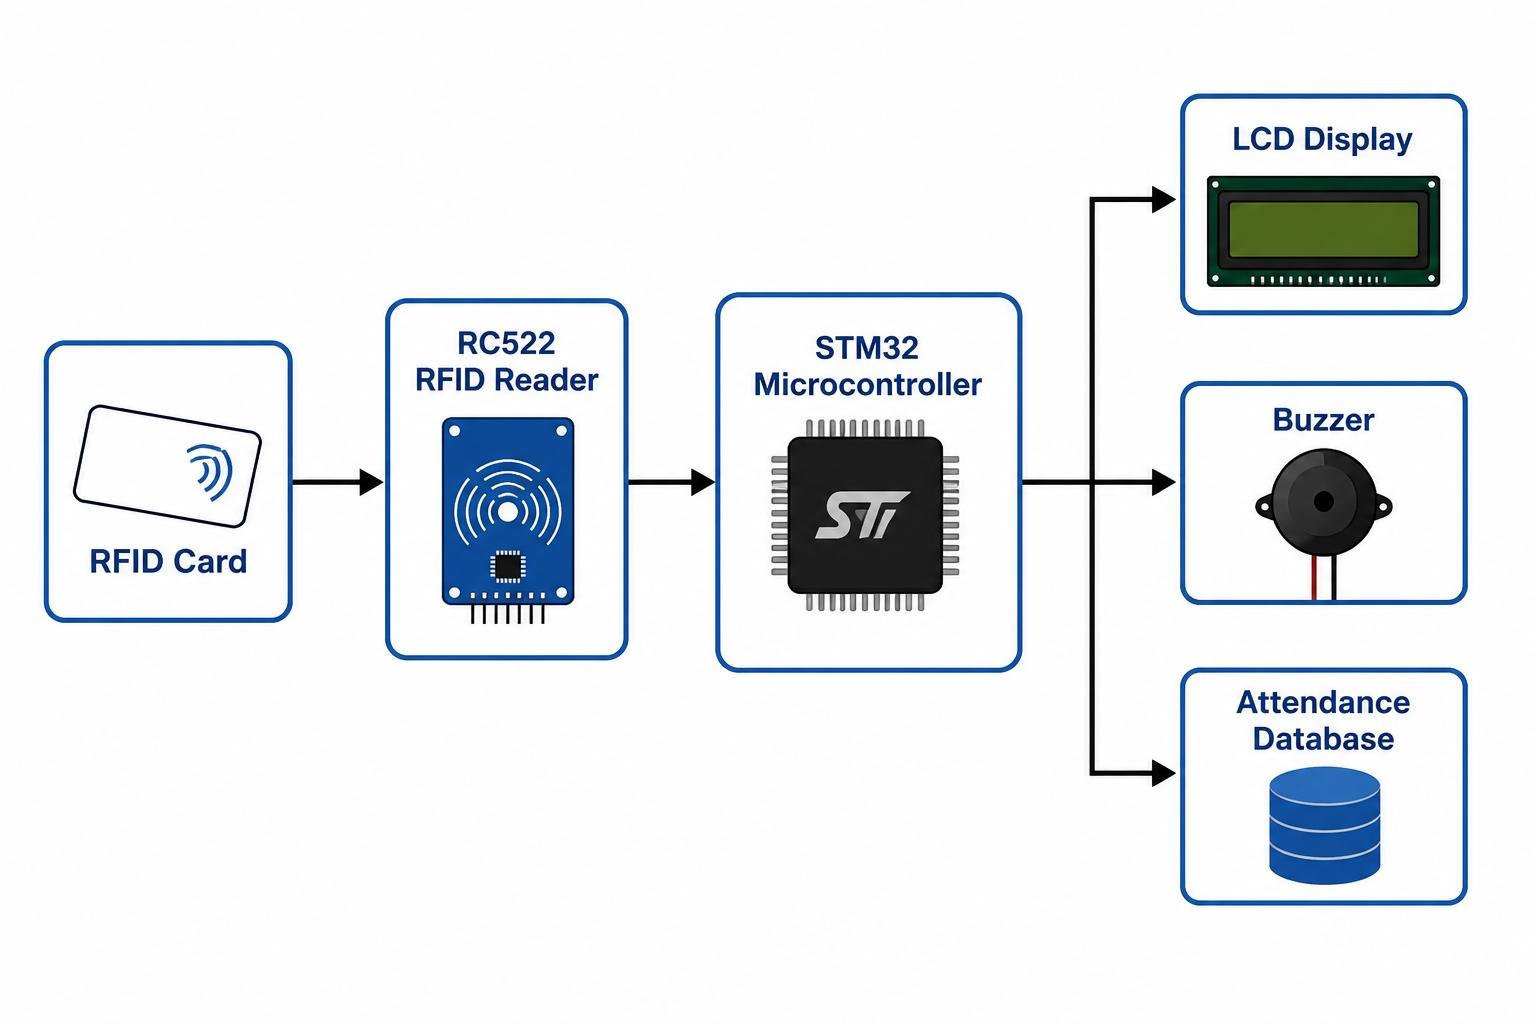 RFID Card
RC522
RFID Reader
STM32
Microcontroller
ST
LCD Display
Buzzer
Attendance
Database